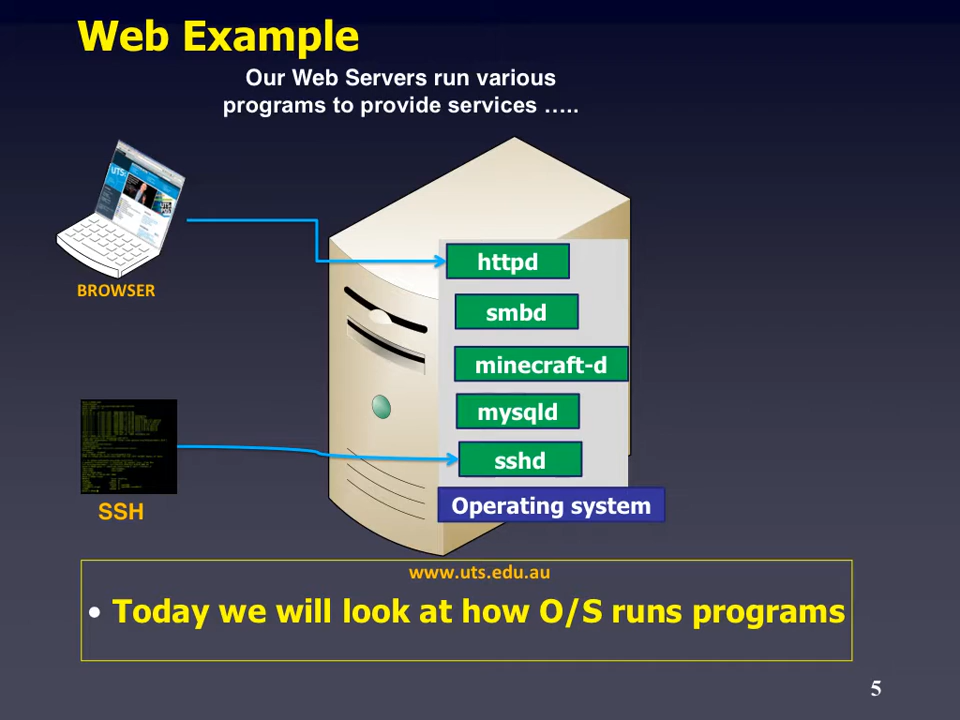 Web Example
Our Web Servers run various
programs to provide services …..
UTS
BROWSER
httpd
smbd
minecraft-d
mysqld
sshd
SSH
Operating system
www.uts.edu.au
• Today we will look at how O/S runs programs
5